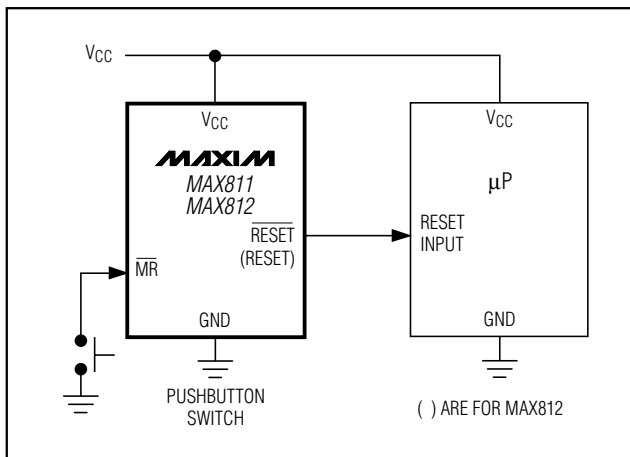 VCC
VCC
MAXIM
MAX811
MAX812
RESET
(RESET)
MR
GND
PUSHBUTTON
SWITCH
VCC
µP
RESET
INPUT
GND
( ) ARE FOR MAX812